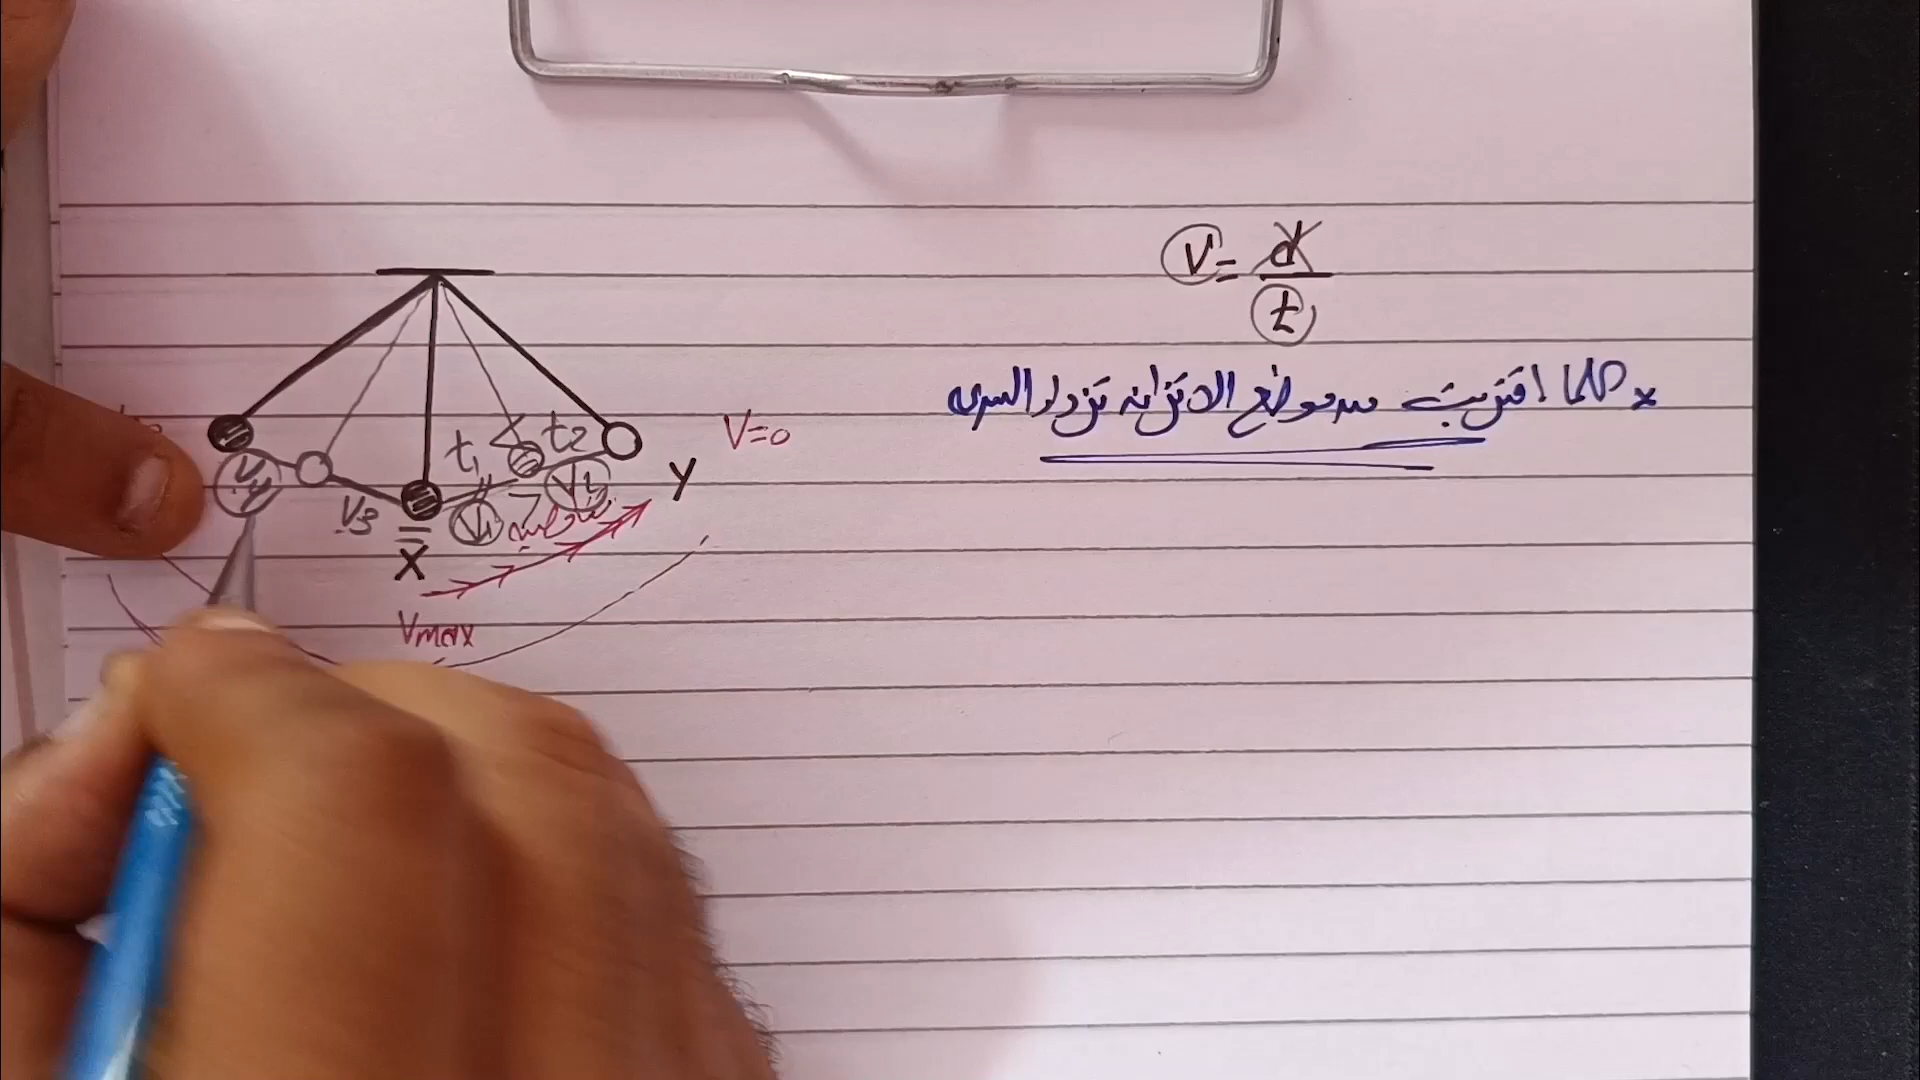 V = d
t
× كلما اقتربت من موضع الاتزان تزداد السرعة
V=0
t1 t2
Y
V4 V3 V1 > V2
X
Vmax